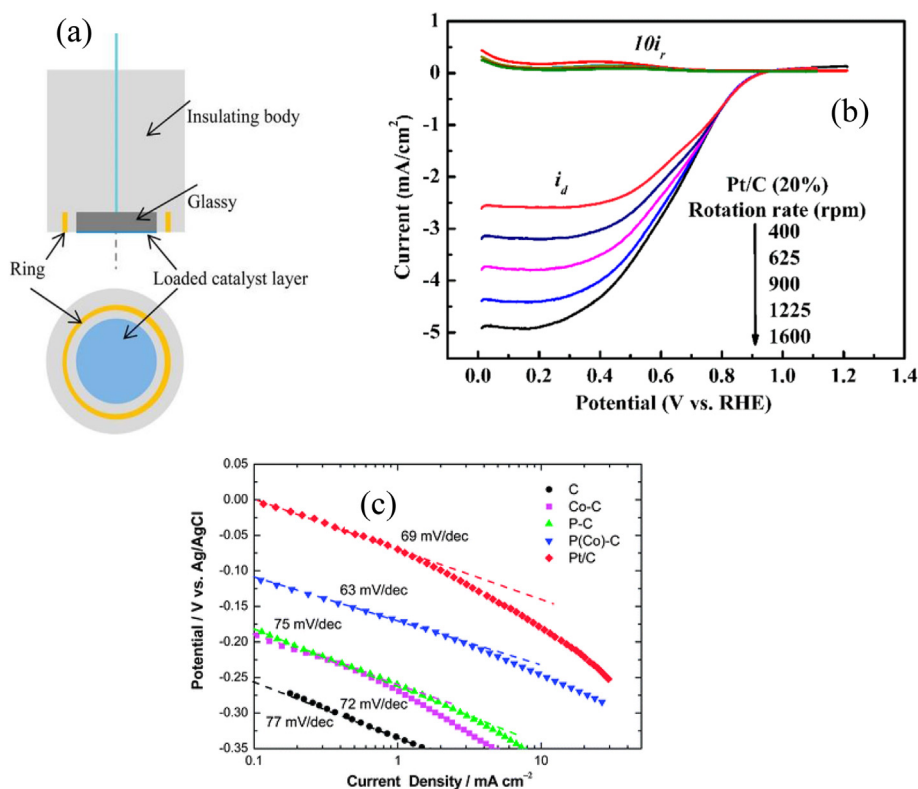 (a)
Insulating body
Glassy
Ring
Loaded catalyst layer
(b)
10i_r
i_d
Pt/C (20%)
Rotation rate (rpm)
400
625
900
1225
1600
Current (mA/cm²)
0
-1
-2
-3
-4
-5
0.0 0.2 0.4 0.6 0.8 1.0 1.2 1.4
Potential (V vs. RHE)
(c)
C
Co-C
P-C
P(Co)-C
Pt/C
69 mV/dec
63 mV/dec
75 mV/dec
72 mV/dec
77 mV/dec
Potential / V vs. Ag/AgCl
0.05
0.00
-0.05
-0.10
-0.15
-0.20
-0.25
-0.30
-0.35
0.1 1 10
Current Density / mA cm⁻²